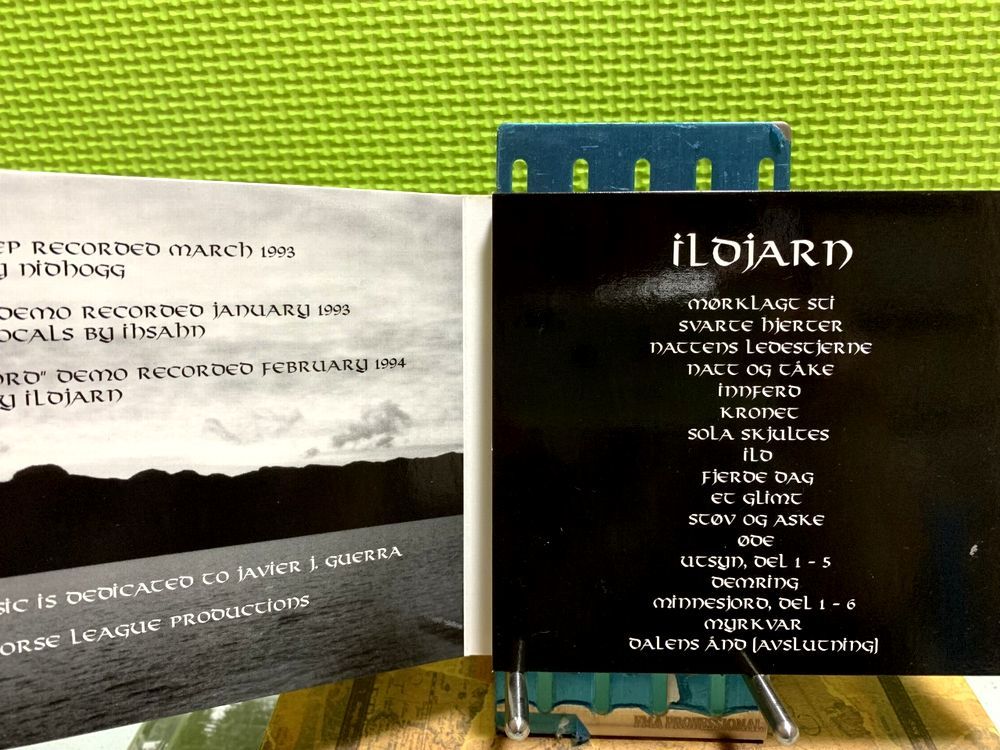 EP RECORDED MARCH 1993
Y NIDHOGG
DEMO RECORDED JANUARY 1993
OCALS BY IHSAHN
ORD" DEMO RECORDED FEBRUARY 1994
Y ILDJARN
SIC IS DEDICATED TO JAVIER J. GUERRA
ORSE LEAGUE PRODUCTIONS
ILDJARN
MØRKLAGT STI
SVARTE HJERTER
NATTENS LEDESTJERNE
NATT OG TÅKE
INNFERD
KRONET
SOLA SKJULTES
ILD
FJERDE DAG
ET GLIMT
STØV OG ASKE
ØDE
UTSYN, DEL 1 - 5
DEMRING
MINNESJORD, DEL 1 - 6
MYRKVAR
DALENS ÅND [AVSLUTNING]
FMA PROFESSIONAL